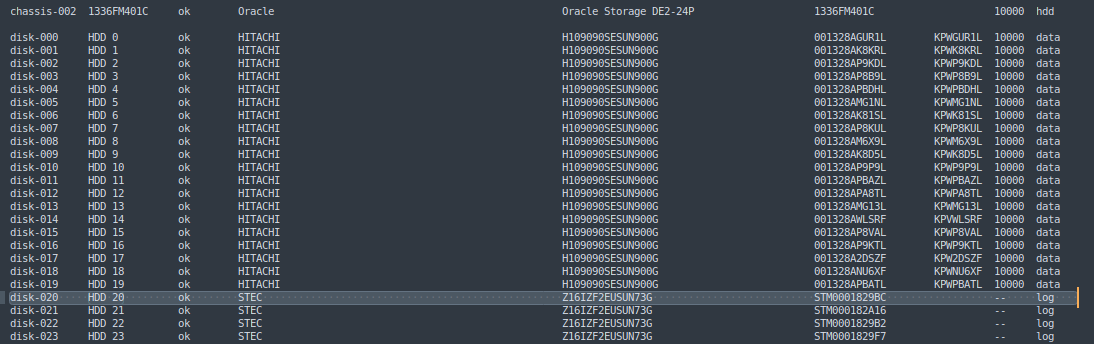 chassis-002 1336FM401C ok Oracle Oracle Storage DE2-24P 1336FM401C 10000 hdd
disk-000 HDD 0 ok HITACHI H109090SESUN900G 001328AGUR1L KPWGUR1L 10000 data
disk-001 HDD 1 ok HITACHI H109090SESUN900G 001328AK8KRL KPWK8KRL 10000 data
disk-002 HDD 2 ok HITACHI H109090SESUN900G 001328AP9KDL KPWP9KDL 10000 data
disk-003 HDD 3 ok HITACHI H109090SESUN900G 001328AP8B9L KPWP8B9L 10000 data
disk-004 HDD 4 ok HITACHI H109090SESUN900G 001328APBDHL KPWPBDHL 10000 data
disk-005 HDD 5 ok HITACHI H109090SESUN900G 001328AMG1NL KPWMG1NL 10000 data
disk-006 HDD 6 ok HITACHI H109090SESUN900G 001328AK81SL KPWK81SL 10000 data
disk-007 HDD 7 ok HITACHI H109090SESUN900G 001328AP8KUL KPWP8KUL 10000 data
disk-008 HDD 8 ok HITACHI H109090SESUN900G 001328AM6X9L KPWM6X9L 10000 data
disk-009 HDD 9 ok HITACHI H109090SESUN900G 001328AK8D5L KPWK8D5L 10000 data
disk-010 HDD 10 ok HITACHI H109090SESUN900G 001328AP9P9L KPWP9P9L 10000 data
disk-011 HDD 11 ok HITACHI H109090SESUN900G 001328APBAZL KPWPBAZL 10000 data
disk-012 HDD 12 ok HITACHI H109090SESUN900G 001328APA8TL KPWPA8TL 10000 data
disk-013 HDD 13 ok HITACHI H109090SESUN900G 001328AMG13L KPWMG13L 10000 data
disk-014 HDD 14 ok HITACHI H109090SESUN900G 001328AWLSRF KPVWLSRF 10000 data
disk-015 HDD 15 ok HITACHI H109090SESUN900G 001328AP8VAL KPWP8VAL 10000 data
disk-016 HDD 16 ok HITACHI H109090SESUN900G 001328AP9KTL KPWP9KTL 10000 data
disk-017 HDD 17 ok HITACHI H109090SESUN900G 001328A2DSZF KPW2DSZF 10000 data
disk-018 HDD 18 ok HITACHI H109090SESUN900G 001328ANU6XF KPWNU6XF 10000 data
disk-019 HDD 19 ok HITACHI H109090SESUN900G 001328APBATL KPWPBATL 10000 data
disk-020 HDD 20 ok STEC Z16IZF2EUSUN73G STM0001829BC -- log
disk-021 HDD 21 ok STEC Z16IZF2EUSUN73G STM000182A16 -- log
disk-022 HDD 22 ok STEC Z16IZF2EUSUN73G STM0001829B2 -- log
disk-023 HDD 23 ok STEC Z16IZF2EUSUN73G STM0001829F7 -- log